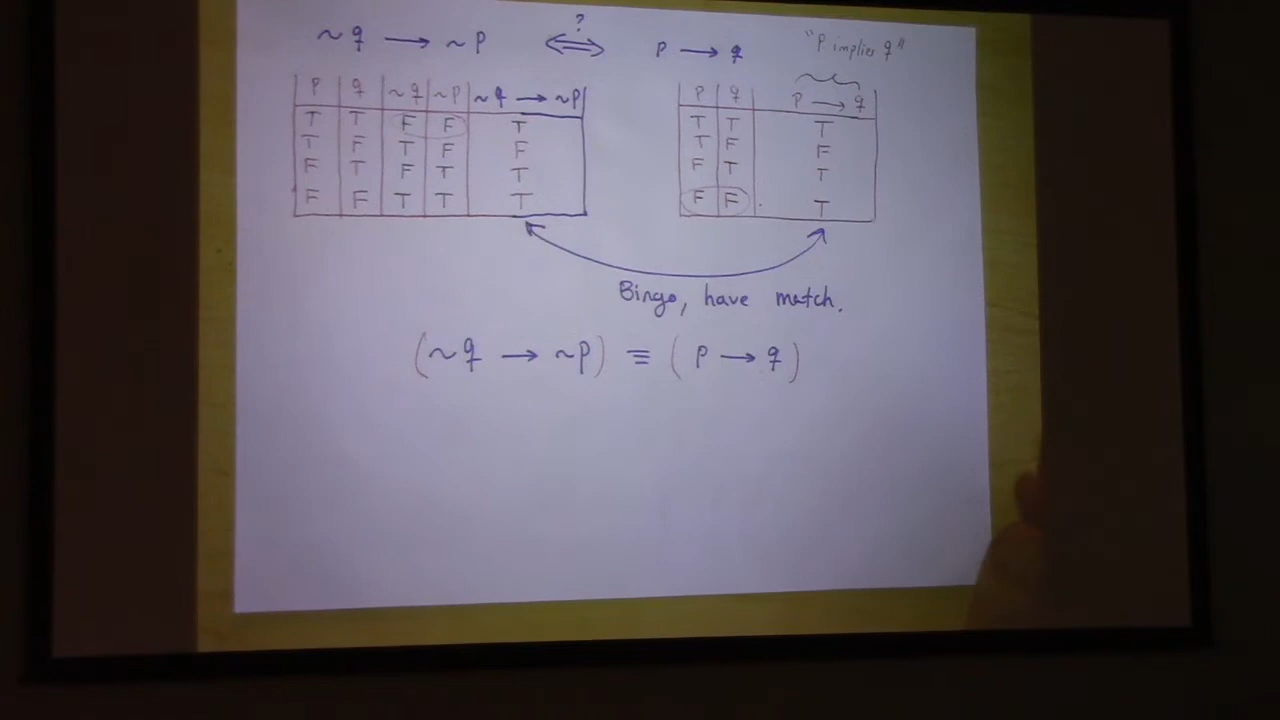 ~q → ~p ⇔ ? p → q "P implies q"
p q ~q ~p ~q → ~p
T T F F T
T F T F F
F T F T T
F F T T T
p q p → q
T T T
T F F
F T T
F F T
Bingo, have match.
(~q → ~p) ≡ (p → q)